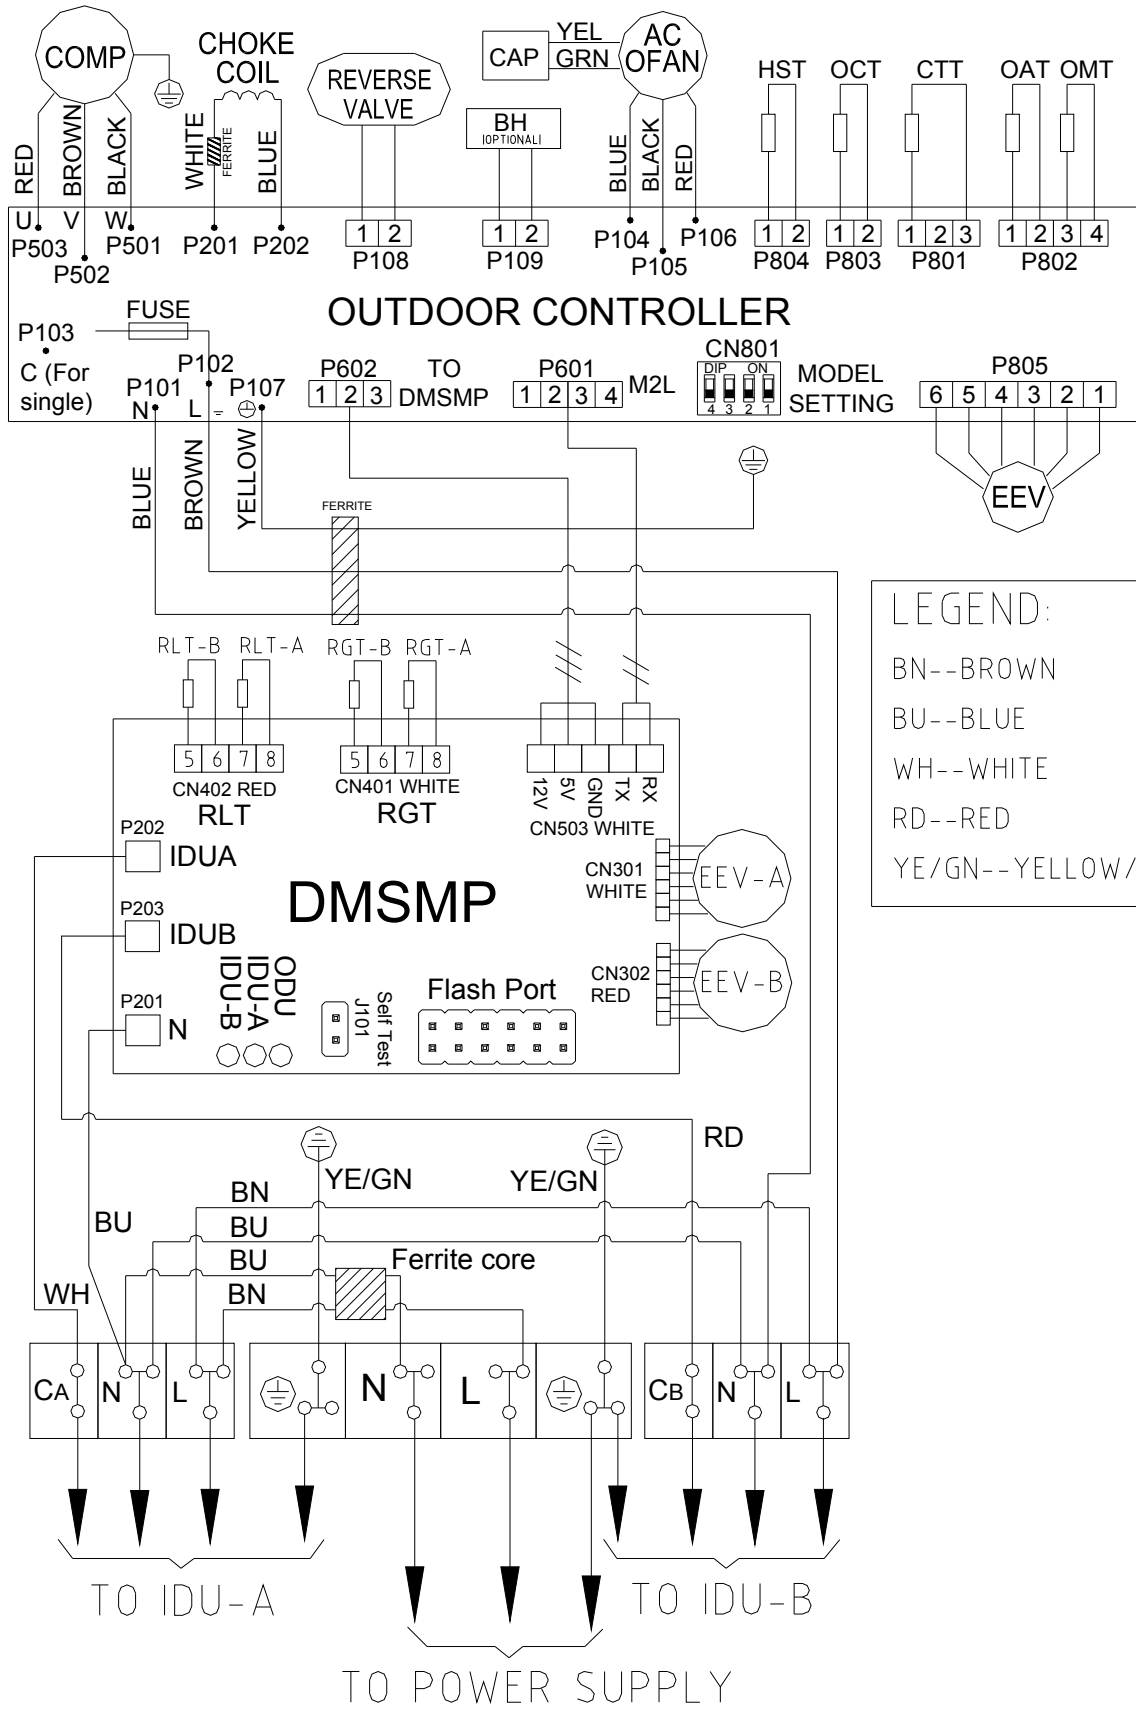 COMP
CHOKE
COIL
REVERSE
VALVE
CAP
YEL
GRN
AC
OFAN
BH
(OPTIONAL)
HST
OCT
CTT
OAT
OMT
RED
BROWN
BLACK
WHITE
FERRITE
BLUE
BLUE
BLACK
RED
U
V
W
P503
P502
P501
P201
P202
1 2
P108
1 2
P109
P104
P105
P106
1 2
P804
1 2
P803
1 2 3
P801
1 2 3 4
P802
P103
C (For
single)
FUSE
OUTDOOR CONTROLLER
P101
N
P102
L
P107
P602
1 2 3
TO
DMSMP
P601
1 2 3 4
M2L
CN801
DIP ON
4 3 2 1
MODEL
SETTING
P805
6 5 4 3 2 1
EEV
BLUE
BROWN
YELLOW
FERRITE
LEGEND:
BN--BROWN
BU--BLUE
WH--WHITE
RD--RED
YE/GN--YELLOW/
RLT-B
RLT-A
RGT-B
RGT-A
5 6 7 8
CN402 RED
RLT
5 6 7 8
CN401 WHITE
RGT
12V
5V
GND
TX
RX
CN503 WHITE
P202
IDUA
P203
IDUB
P201
N
DMSMP
CN301
WHITE
EEV-A
CN302
RED
EEV-B
IDU-B
IDU-A
ODU
J101
Self Test
Flash Port
RD
YE/GN
YE/GN
BN
BU
BU
BU
BN
Ferrite core
WH
CA
N
L
N
L
CB
N
L
TO IDU-A
TO IDU-B
TO POWER SUPPLY